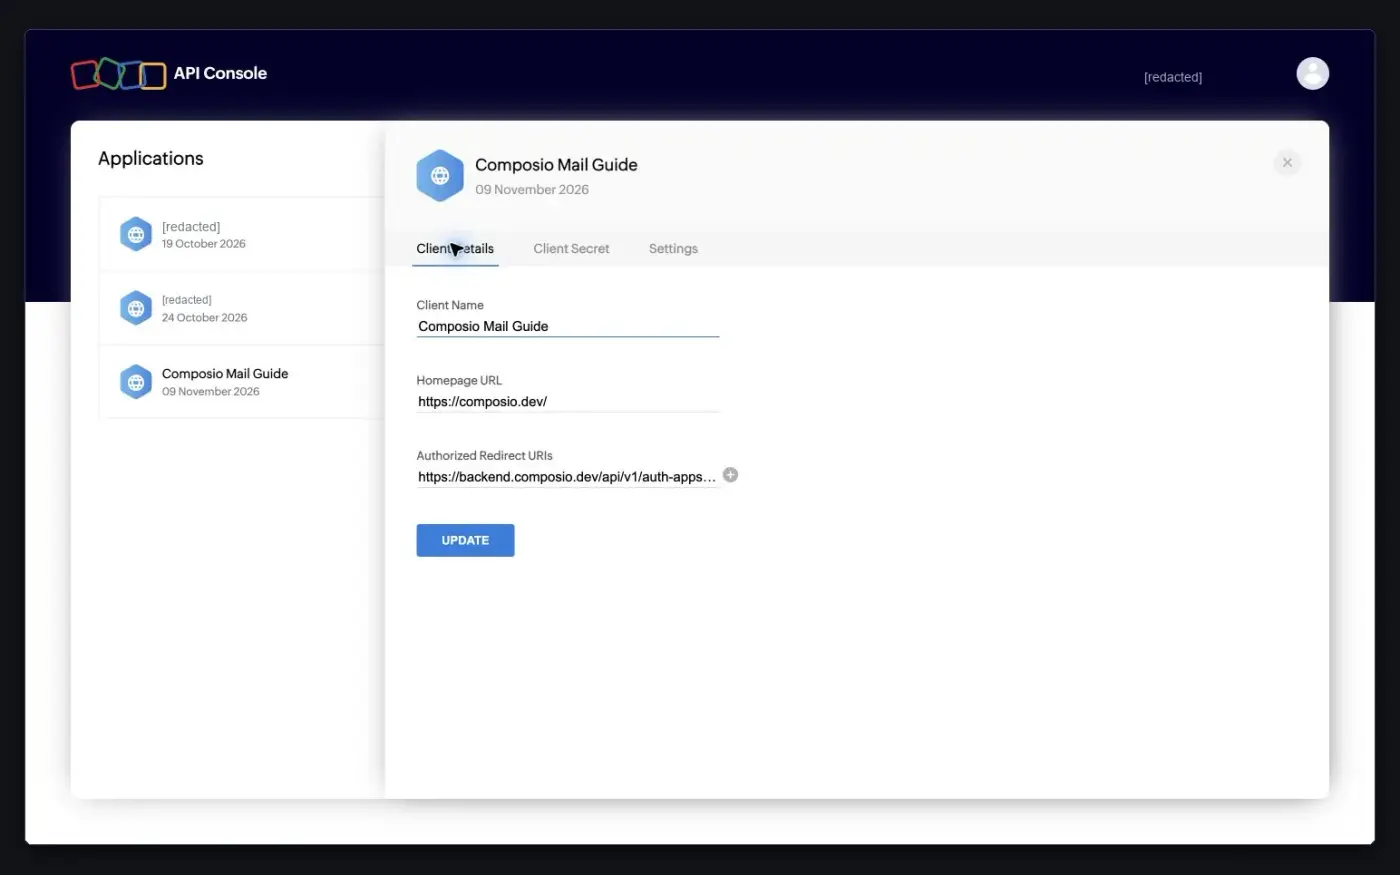 API Console
[redacted]
Applications
[redacted]
19 October 2026
[redacted]
24 October 2026
Composio Mail Guide
09 November 2026
Composio Mail Guide
09 November 2026
Client Details
Client Secret
Settings
Client Name
Composio Mail Guide
Homepage URL
https://composio.dev/
Authorized Redirect URIs
https://backend.composio.dev/api/v1/auth-apps...
UPDATE